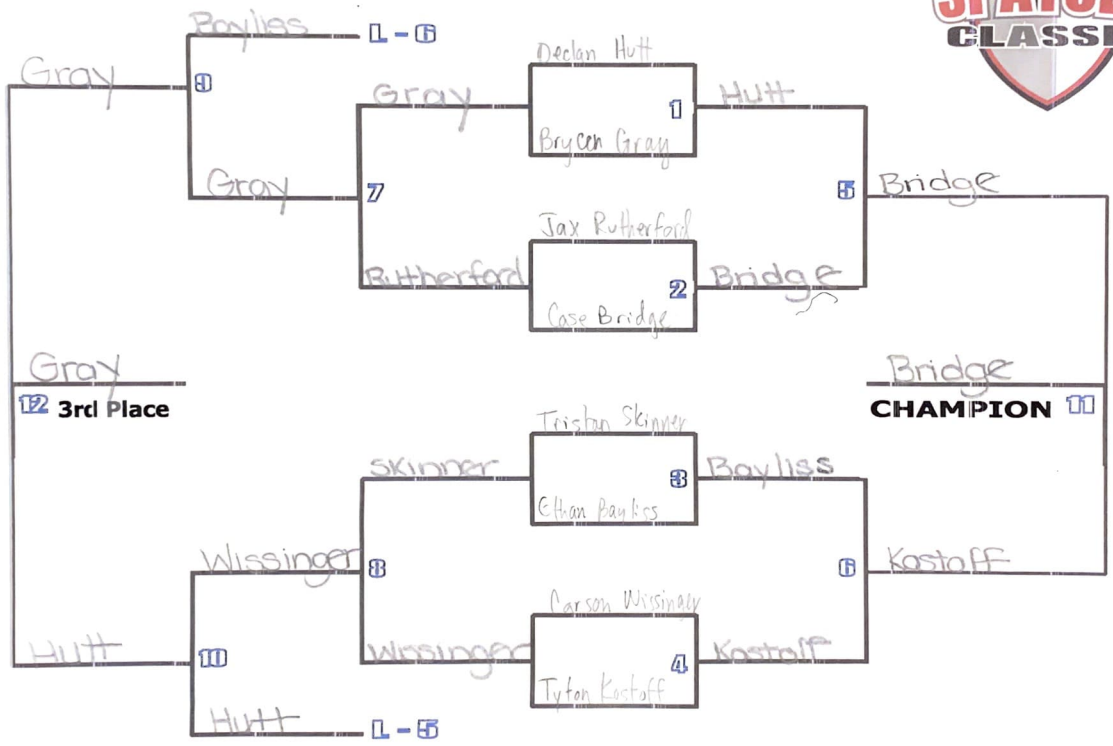 CLASSI
Bayliss L-6
Declan Hutt
Gray 9 Gray 1 Hutt
Brycen Gray
Gray 7 5 Bridge
Jax Rutherford
Rutherford 2 Bridge
Case Bridge
Gray Bridge
12 3rd Place CHAMPION 11
Tristan Skinner
Skinner 3 Bayliss
Ethan Bayliss
Wissinger 8 6 Kostoff
Carson Wissinger
Hutt 10 Wissinger 4 Kostoff
Tyton Kostoff
Hutt L-5